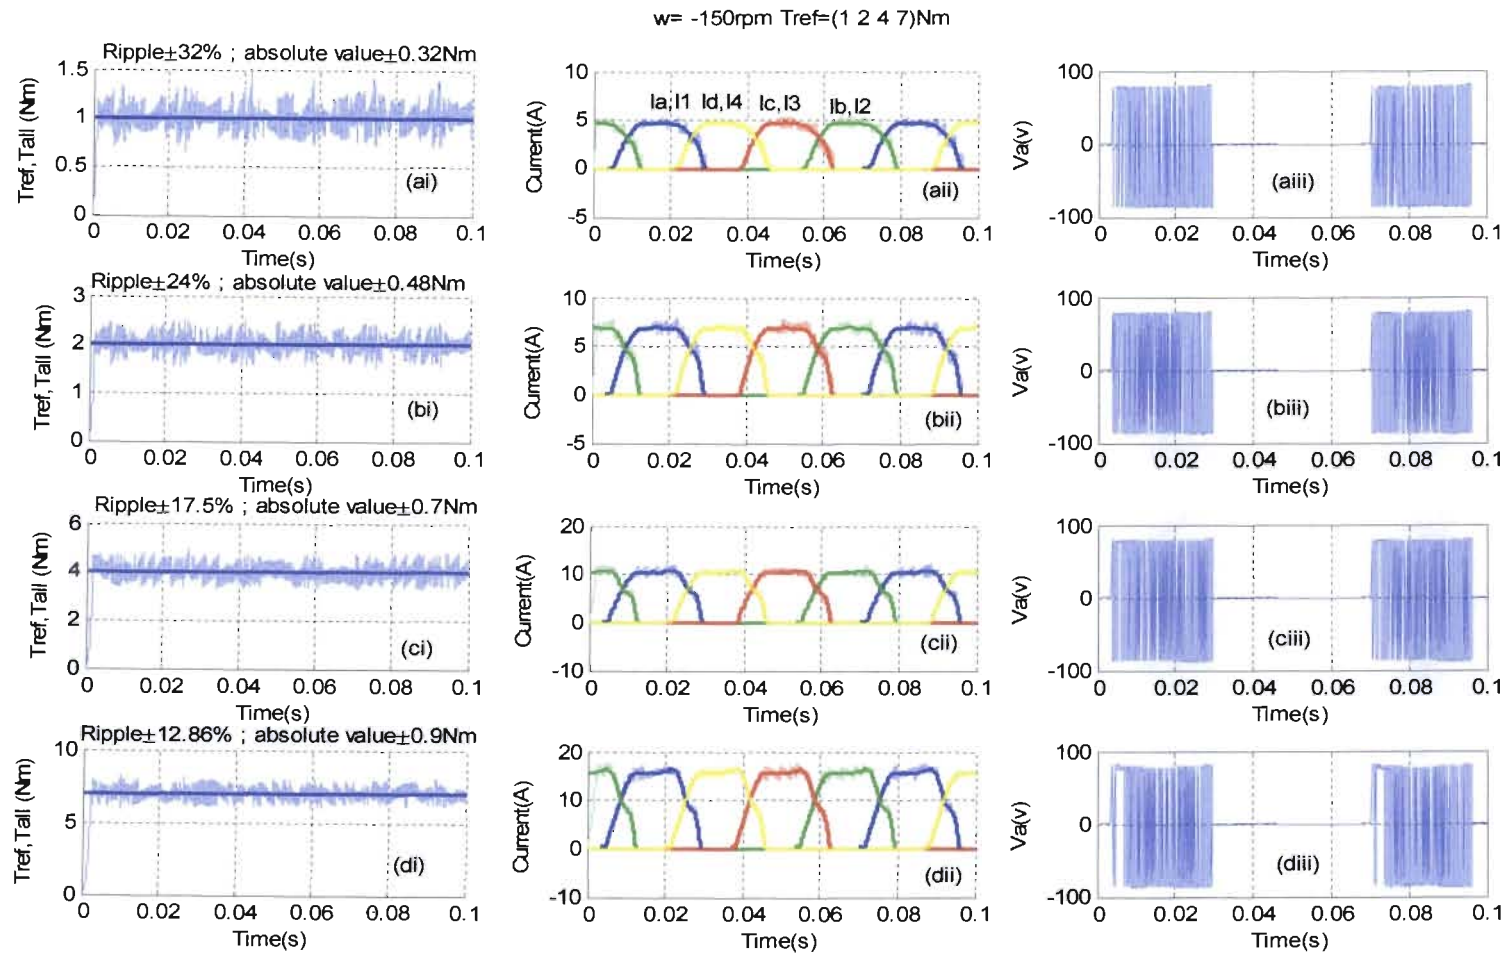 w= -150rpm Tref=(1 2 4 7)Nm
Ripple±32% ; absolute value±0.32Nm
Tref,Tall (Nm)
1.5
1
0.5
0
(ai)
0 0.02 0.04 0.06 0.08 0.1
Time(s)
Current(A)
10
5
0
-5
Ia,I1 Id,I4 Ic,I3 Ib,I2
(aii)
0 0.02 0.04 0.06 0.08 0.1
Time(s)
Va(v)
100
0
-100
(aiii)
0 0.02 0.04 0.06 0.08 0.1
Time(s)
Ripple±24% ; absolute value±0.48Nm
Tref,Tall (Nm)
3
2
1
0
(bi)
0 0.02 0.04 0.06 0.08 0.1
Time(s)
Current(A)
10
5
0
-5
(bii)
0 0.02 0.04 0.06 0.08 0.1
Time(s)
Va(v)
100
0
-100
(biii)
0 0.02 0.04 0.06 0.08 0.1
Time(s)
Ripple±17.5% ; absolute value±0.7Nm
Tref,Tall (Nm)
6
4
2
0
(ci)
0 0.02 0.04 0.06 0.08 0.1
Time(s)
Current(A)
20
10
0
-10
(cii)
0 0.02 0.04 0.06 0.08 0.1
Time(s)
Va(v)
100
0
-100
(ciii)
0 0.02 0.04 0.06 0.08 0.1
Time(s)
Ripple±12.86% ; absolute value±0.9Nm
Tref,Tall (Nm)
10
5
0
(di)
0 0.02 0.04 0.06 0.08 0.1
Time(s)
Current(A)
20
10
0
-10
(dii)
0 0.02 0.04 0.06 0.08 0.1
Time(s)
Va(v)
100
0
-100
(diii)
0 0.02 0.04 0.06 0.08 0.1
Time(s)